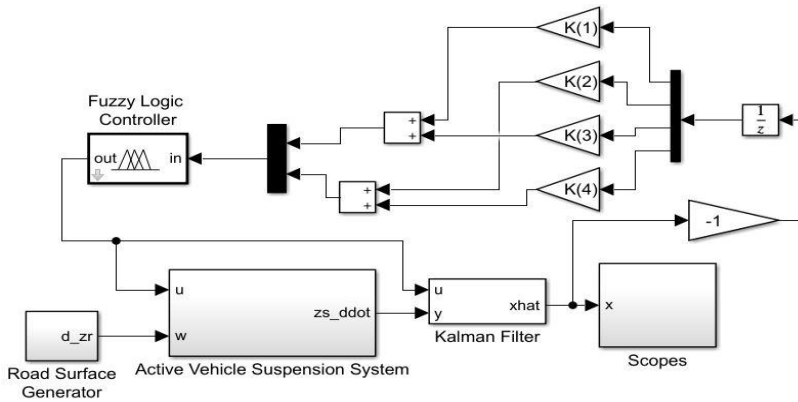 K(1)
K(2)
K(3)
K(4)
1
z
-1
+
+
+
+
Fuzzy Logic
Controller
out
in
u
w
zs_ddot
Active Vehicle Suspension System
d_zr
Road Surface
Generator
u
y
xhat
Kalman Filter
x
Scopes